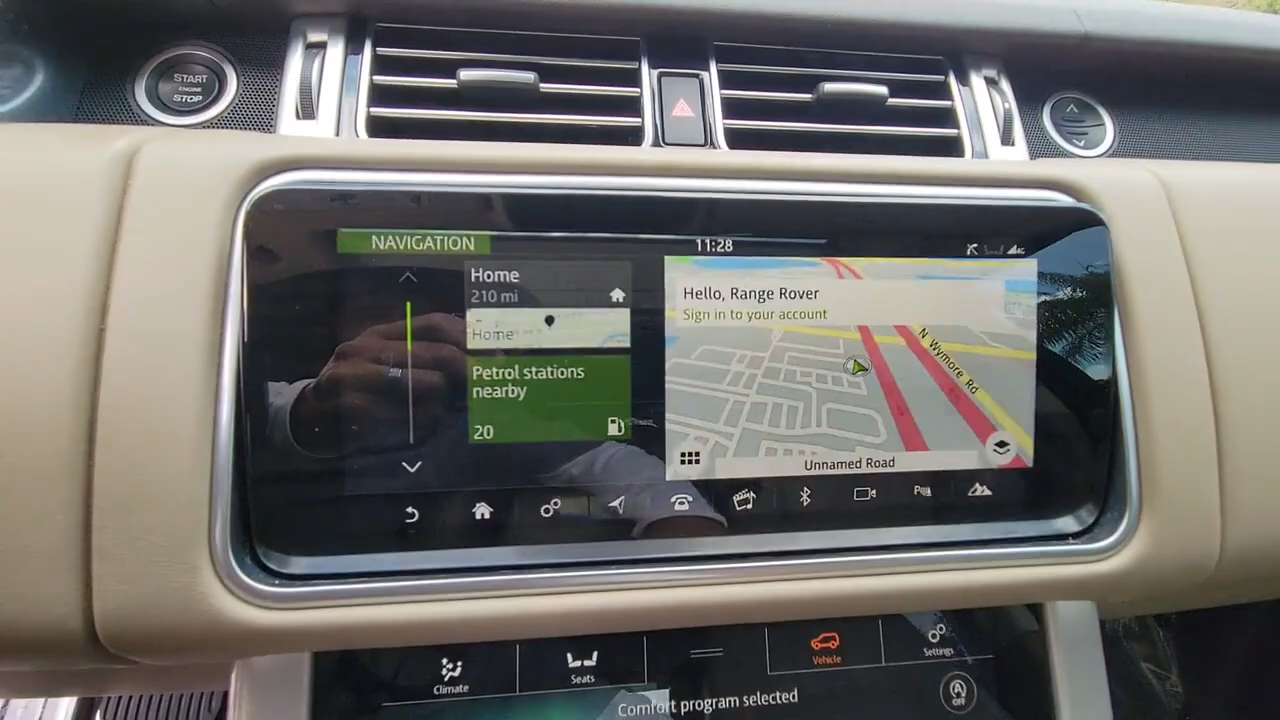 START
ENGINE
STOP
NAVIGATION
11:28
4G
Home
210 mi
Home
Petrol stations
nearby
20
Hello, Range Rover
Sign in to your account
N Wymore Rd
Unnamed Road
Climate
Seats
Vehicle
Settings
Comfort program selected
A
OFF